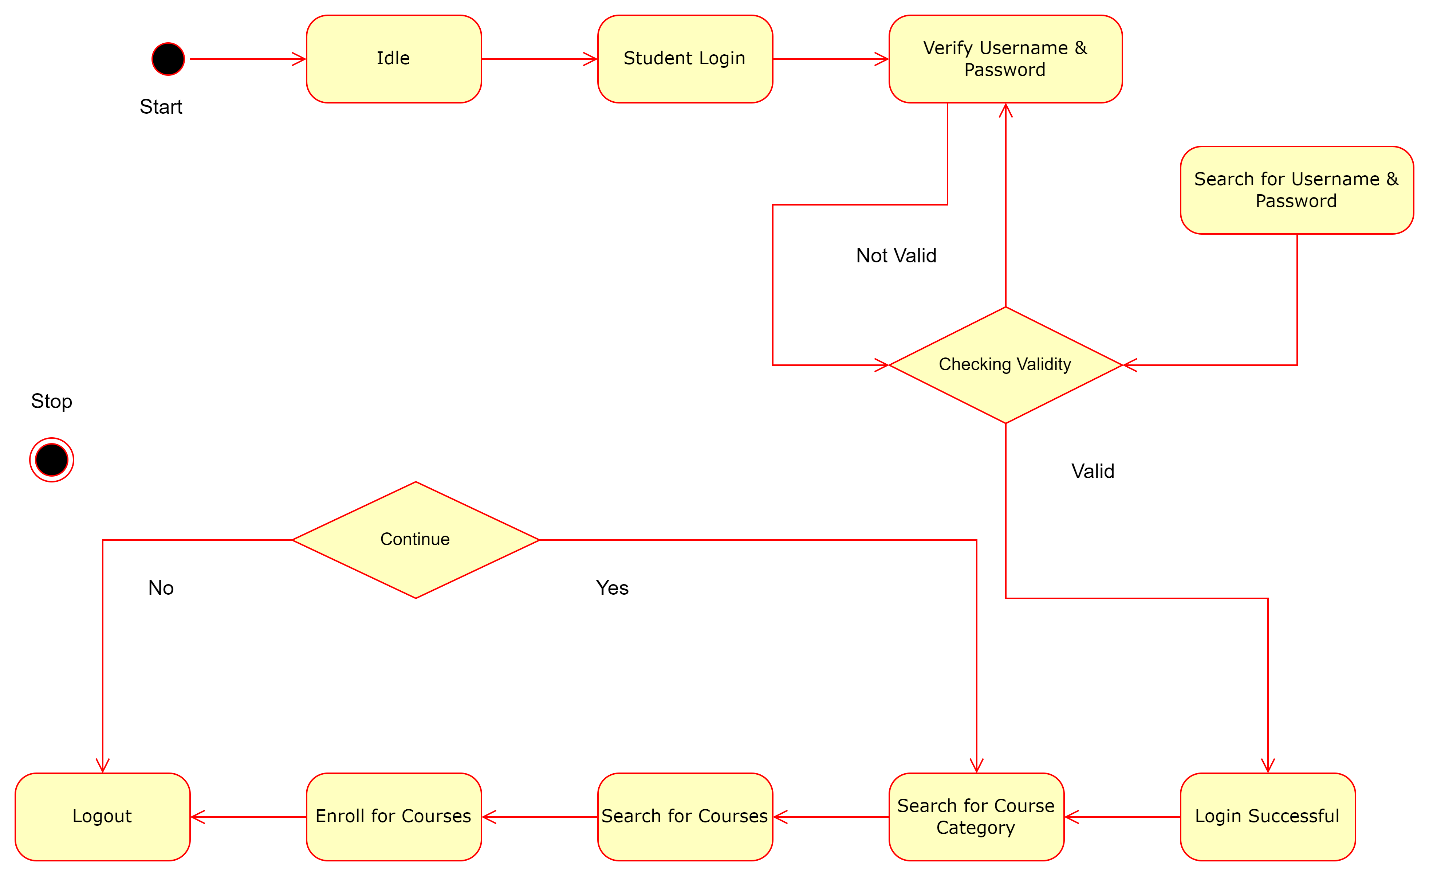 Idle
Student Login
Verify Username &
Password
Start
Search for Username &
Password
Not Valid
Checking Validity
Stop
Valid
Continue
No
Yes
Logout
Enroll for Courses
Search for Courses
Search for Course
Category
Login Successful